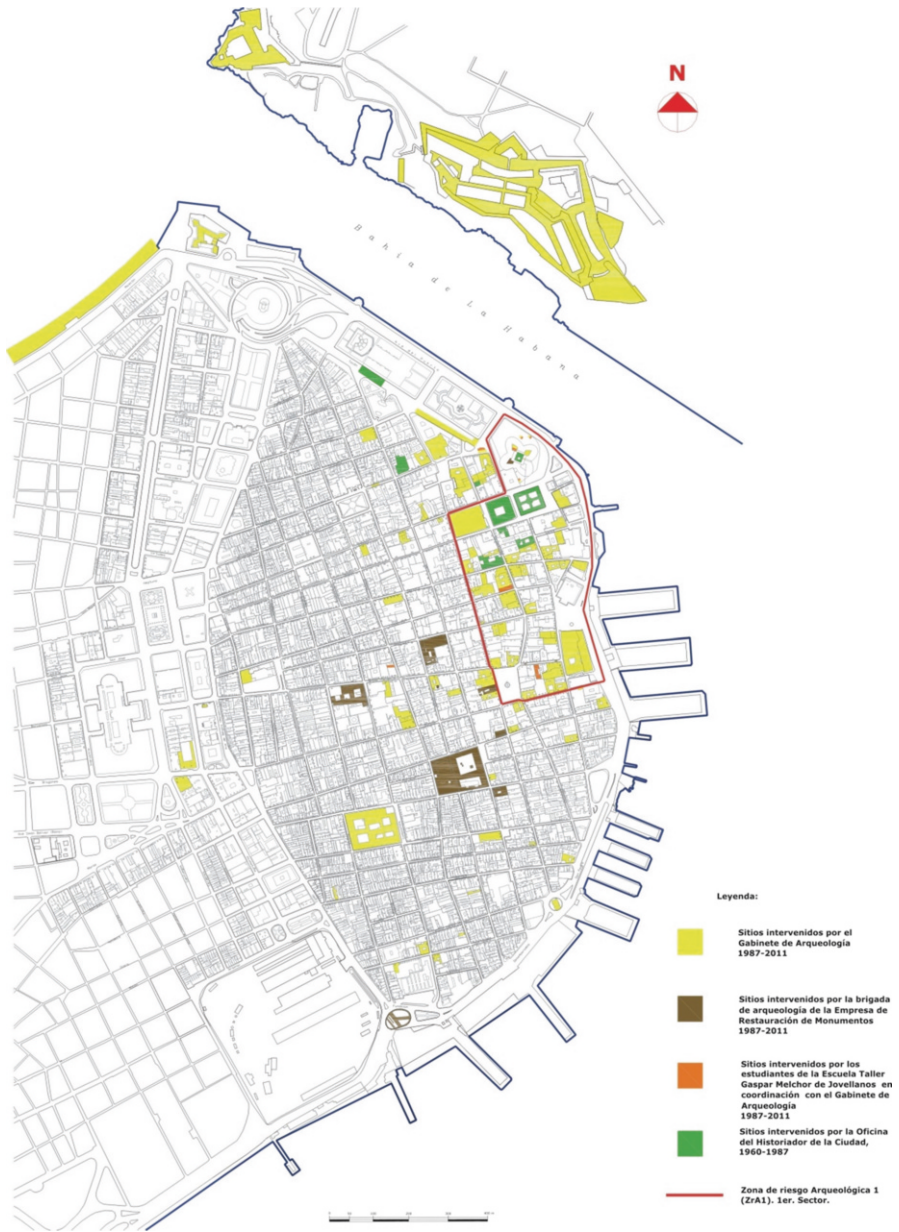 N
Bahía de La Habana
Leyenda:
Sitios intervenidos por el
Gabinete de Arqueología
1987-2011
Sitios intervenidos por la brigada
de arqueología de la Empresa de
Restauración de Monumentos
1987-2011
Sitios intervenidos por los
estudiantes de la Escuela Taller
Gaspar Melchor de Jovellanos en
coordinación con el Gabinete de
Arqueología
1987-2011
Sitios intervenidos por la Oficina
del Historiador de la Ciudad,
1960-1987
Zona de riesgo Arqueológica 1
(ZrA1). 1er. Sector.